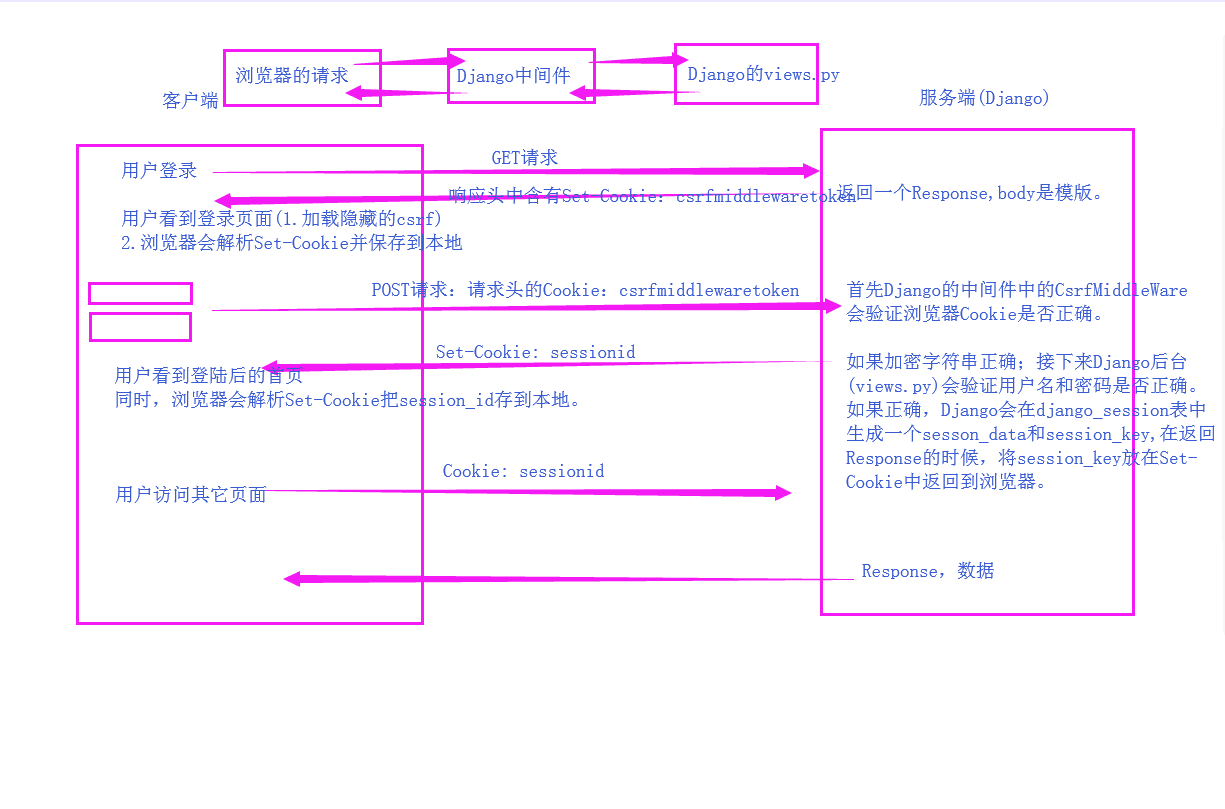 浏览器的请求
Django中间件
Django的views.py
客户端
服务端(Django)
用户登录
GET请求
响应头中含有Set-Cookie: csrfmiddlewaretoken
返回一个Response,body是模版。
用户看到登录页面(1.加载隐藏的csrf)
2.浏览器会解析Set-Cookie并保存到本地
POST请求: 请求头的Cookie: csrfmiddlewaretoken
首先Django的中间件中的CsrfMiddleWare
会验证浏览器Cookie是否正确。
Set-Cookie: sessionid
用户看到登陆后的首页
同时，浏览器会解析Set-Cookie把session_id存到本地。
如果加密字符串正确；接下来Django后台
(views.py)会验证用户名和密码是否正确。
如果正确，Django会在django_session表中
生成一个sesson_data和session_key,在返回
Response的时候，将session_key放在Set-
Cookie中返回到浏览器。
Cookie: sessionid
用户访问其它页面
Response，数据